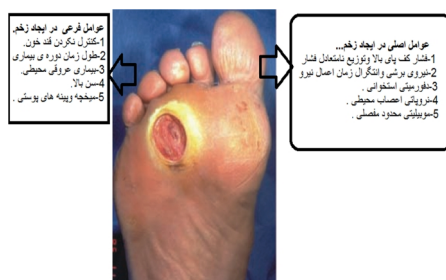 عوامل اصلی در ایجاد زخم...
1-فشار کف پای بالا وتوزیع نامتعادل فشار
2-نیروی برشی وانتگرال زمان اعمال نیرو
3-دفورمیتی استخوانی .
4-نروپاتی اعصاب محیطی .
5-موبیلیتی محدود مفصلی .
عوامل فرعی در ایجاد زخم.
1-کنترل نکردن قند خون.
2-طول زمان دوره ی بیماری
3-بیماری عروقی محیطی.
4-سن بالا.
5-میخچه وپینه های پوستی .